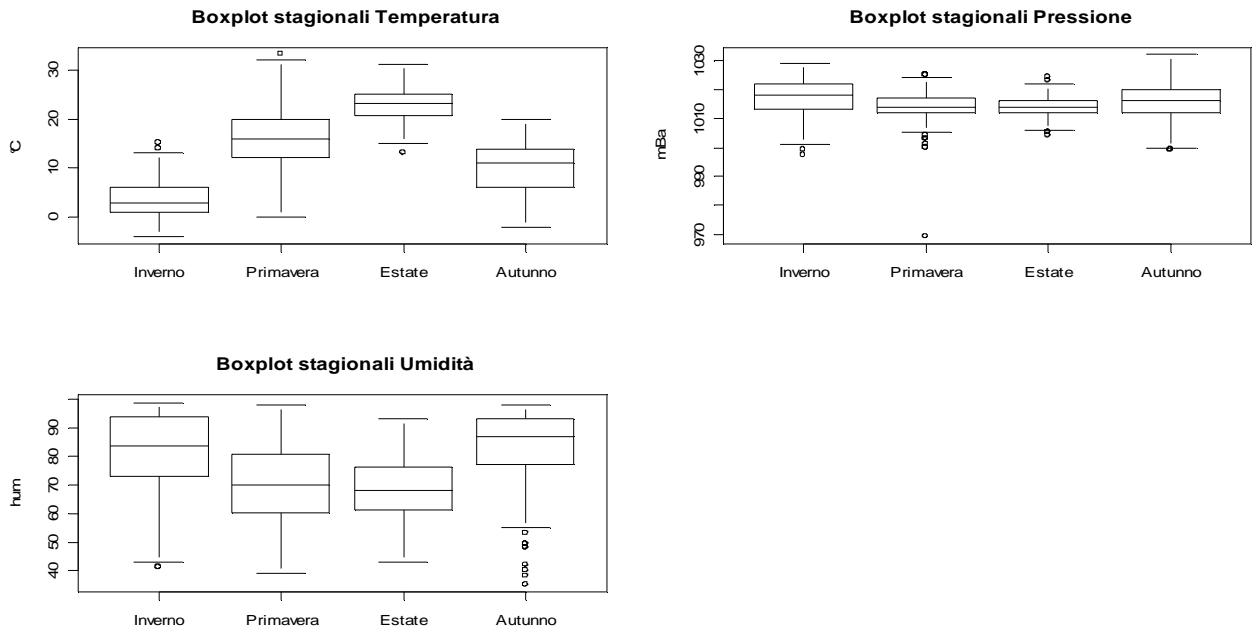 Boxplot stagionali Temperatura
°C
30
20
10
0
Inverno Primavera Estate Autunno
Boxplot stagionali Pressione
mBa
1030
1010
990
970
Inverno Primavera Estate Autunno
Boxplot stagionali Umidità
hum
90
80
70
60
50
40
Inverno Primavera Estate Autunno